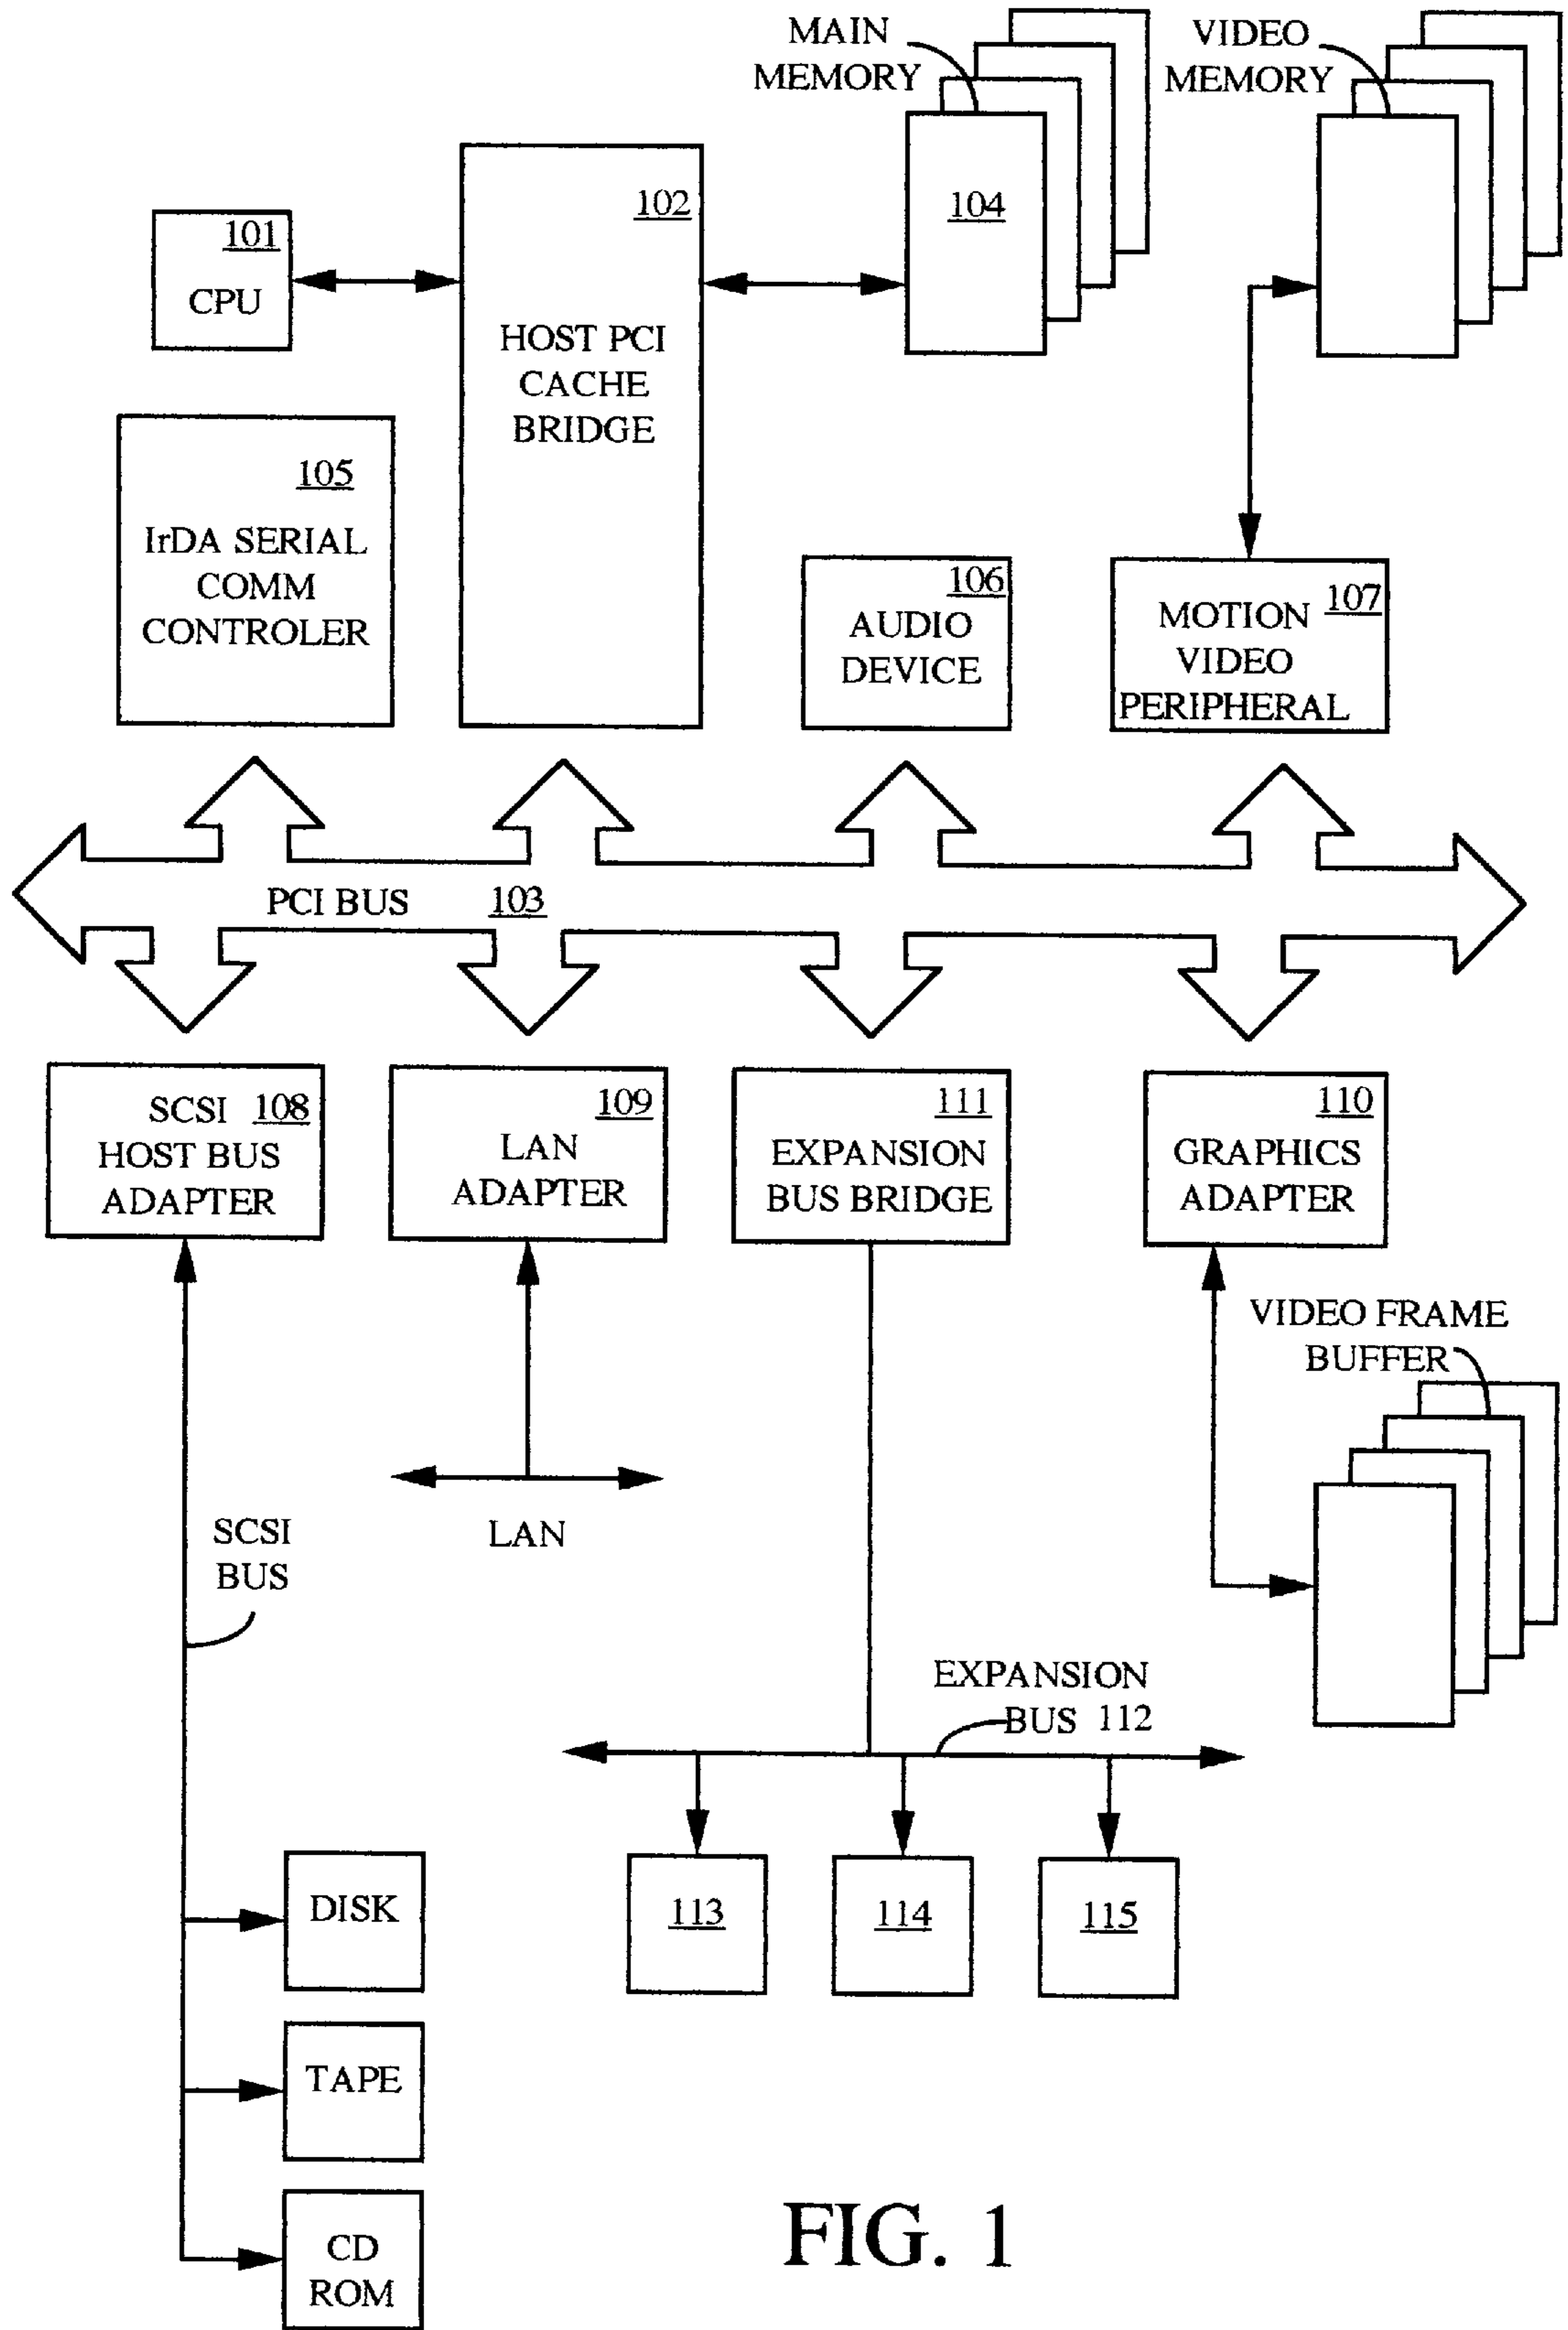 MAIN
MEMORY
104
VIDEO
MEMORY
101
CPU
102
HOST PCI
CACHE
BRIDGE
105
IrDA SERIAL
COMM
CONTROLER
106
AUDIO
DEVICE
107
MOTION
VIDEO
PERIPHERAL
PCI BUS 103
SCSI 108
HOST BUS
ADAPTER
109
LAN
ADAPTER
111
EXPANSION
BUS BRIDGE
110
GRAPHICS
ADAPTER
VIDEO FRAME
BUFFER
SCSI
BUS
LAN
EXPANSION
BUS 112
113
114
115
DISK
TAPE
CD
ROM
FIG. 1